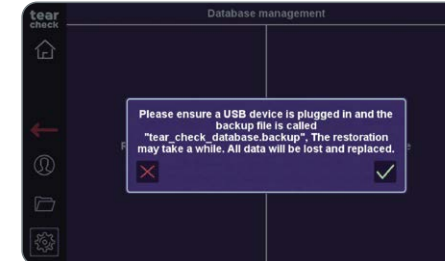 tear
check
Database management
Please ensure a USB device is plugged in and the
backup file is called
"tear_check_database.backup", The restoration
may take a while. All data will be lost and replaced.